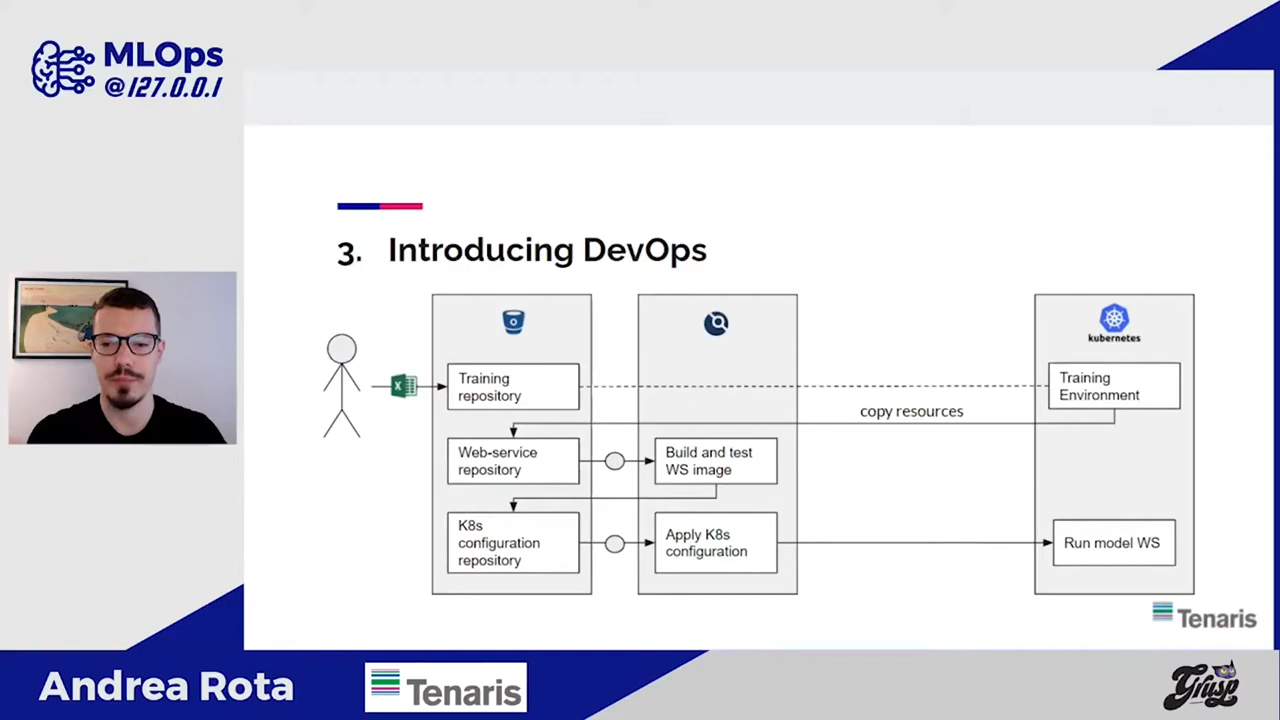 MLOps
@127.0.0.1
3. Introducing DevOps
kubernetes
Training
repository
Training
Environment
copy resources
Web-service
repository
Build and test
WS image
K8s
configuration
repository
Apply K8s
configuration
Run model WS
Tenaris
Andrea Rota
Tenaris
Grusp